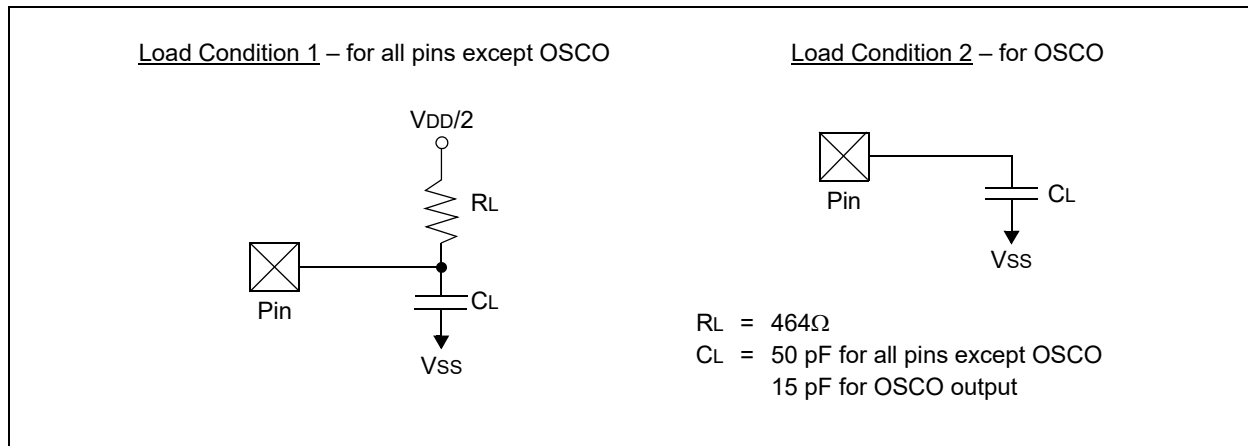 Load Condition 1 – for all pins except OSCO
VDD/2
RL
Pin
CL
VSS
Load Condition 2 – for OSCO
Pin
CL
VSS
RL = 464Ω
CL = 50 pF for all pins except OSCO
15 pF for OSCO output